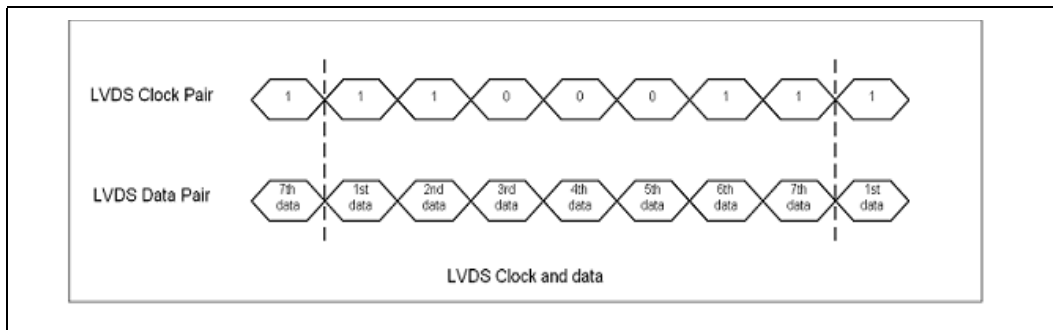 LVDS Clock Pair 1 1 1 0 0 0 1 1 1
LVDS Data Pair 7th data 1st data 2nd data 3rd data 4th data 5th data 6th data 7th data 1st data
LVDS Clock and data